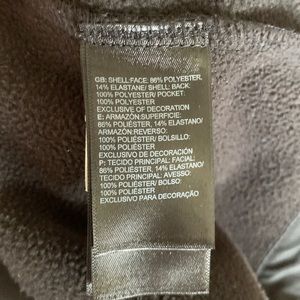 GB: SHELL:FACE: 86% POLYESTER,
14% ELASTANE/ SHELL: BACK:
100% POLYESTER/ POCKET:
100% POLYESTER
EXCLUSIVE OF DECORATION
E: ARMAZÓN:SUPERFICIE:
86% POLIÉSTER, 14% ELASTANO/
ARMAZÓN:REVERSO:
100% POLIÉSTER/ BOLSILLO:
100% POLIÉSTER
EXCLUSIVO DE DECORACIÓN
P: TECIDO PRINCIPAL: FACIAL:
86% POLIÉSTER, 14% ELASTANO/
TECIDO PRINCIPAL: AVESSO:
100% POLIÉSTER/ BOLSO:
100% POLIÉSTER
EXCLUSIVO PARA DECORAÇÃO